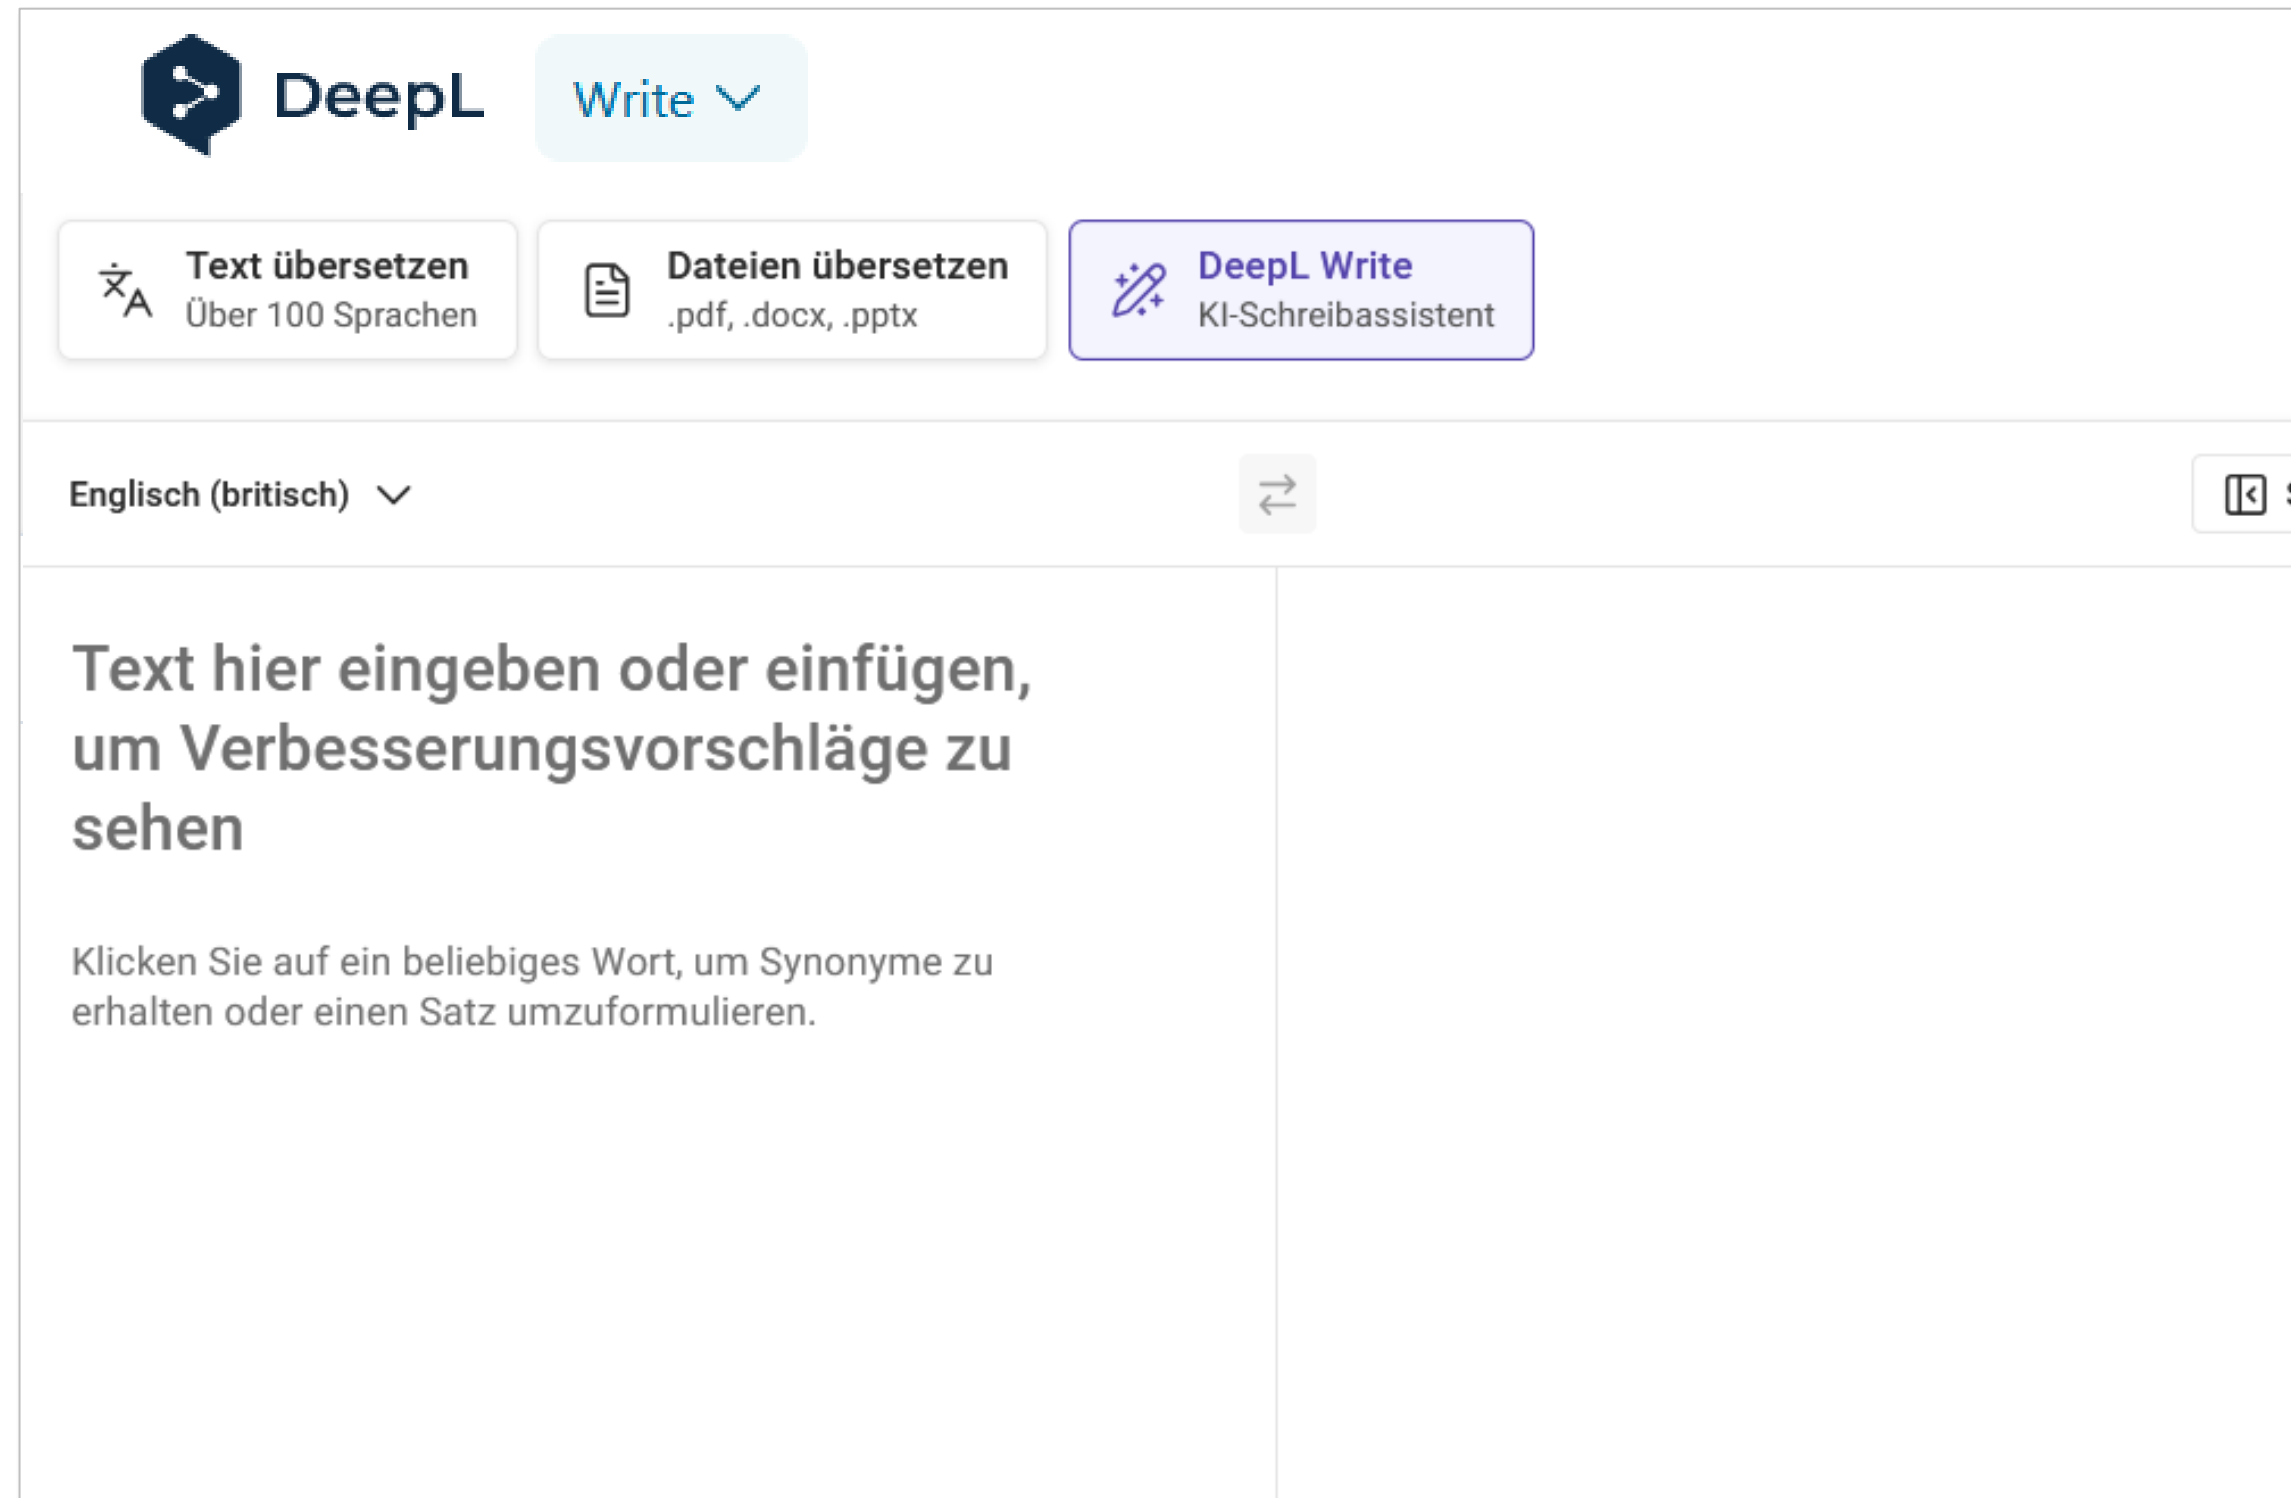 DeepL Write
Text übersetzen
Über 100 Sprachen
Dateien übersetzen
.pdf, .docx, .pptx
DeepL Write
KI-Schreibassistent
Englisch (britisch)
Text hier eingeben oder einfügen,
um Verbesserungsvorschläge zu
sehen
Klicken Sie auf ein beliebiges Wort, um Synonyme zu
erhalten oder einen Satz umzuformulieren.